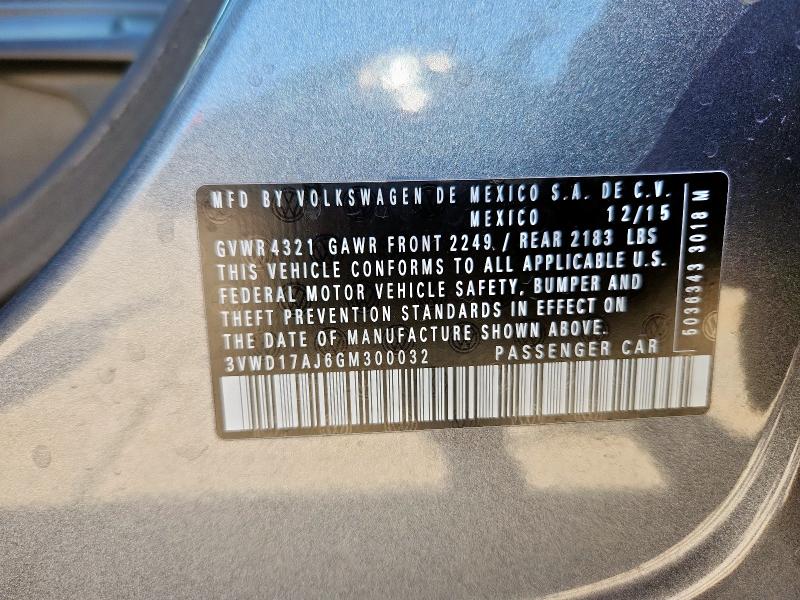 MFD BY VOLKSWAGEN DE MEXICO S.A. DE C.V.
MEXICO 12/15
GVWR 4321 GAWR FRONT 2249 / REAR 2183 LBS
THIS VEHICLE CONFORMS TO ALL APPLICABLE U.S.
FEDERAL MOTOR VEHICLE SAFETY, BUMPER AND
THEFT PREVENTION STANDARDS IN EFFECT ON
THE DATE OF MANUFACTURE SHOWN ABOVE.
3VWD17AJ6GM300032 PASSENGER CAR
5036343 3018 M